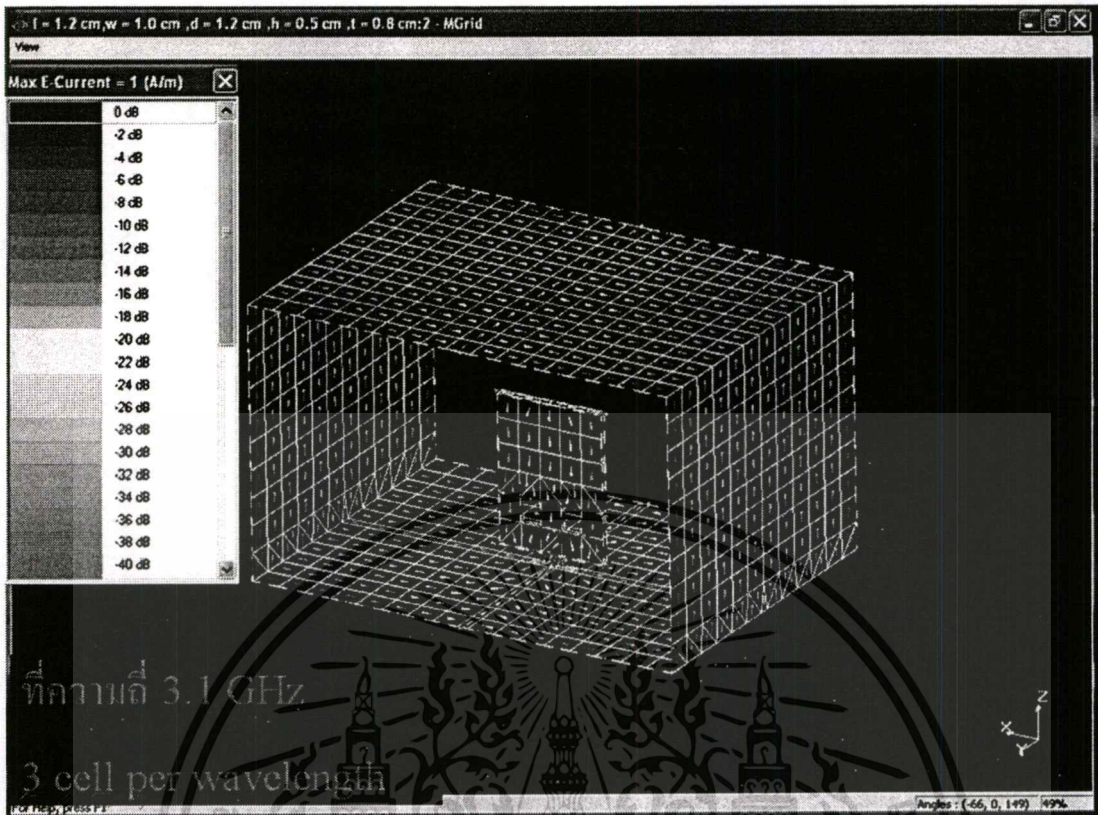 l = 1.2 cm,w = 1.0 cm ,d = 1.2 cm ,h = 0.5 cm ,t = 0.8 cm:2 - MGrid
View
Max E-Current = 1 (A/m)
0 dB
-2 dB
-4 dB
-6 dB
-8 dB
-10 dB
-12 dB
-14 dB
-16 dB
-18 dB
-20 dB
-22 dB
-24 dB
-26 dB
-28 dB
-30 dB
-32 dB
-34 dB
-36 dB
-38 dB
-40 dB
ที่ความถี่ 3.1 GHz
3 cell per wavelength
Z
X
Y
For Help, press F1
Angles : (-66, 0, 149) 49%